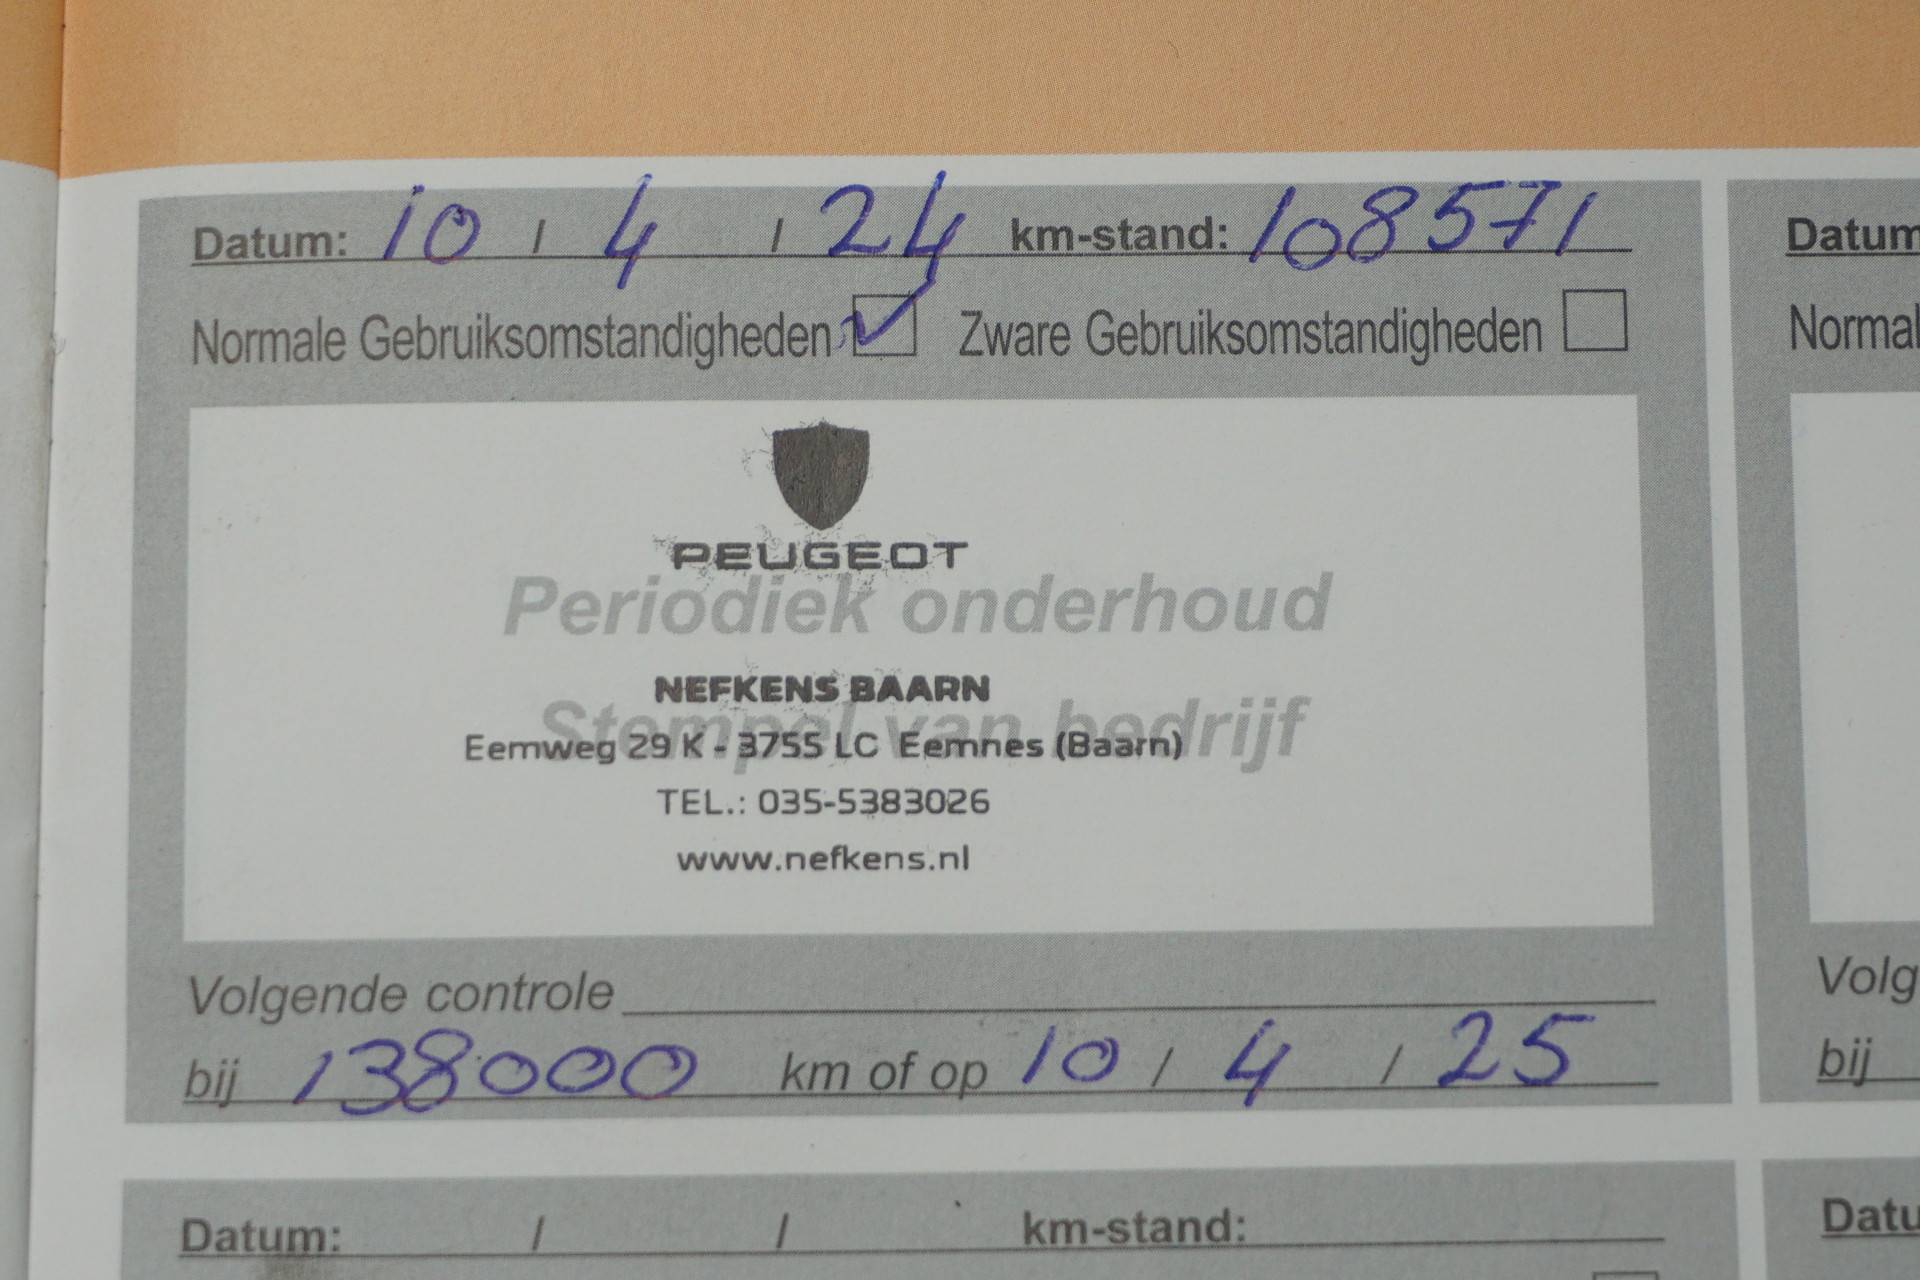 Datum: 10 / 4 / 24 km-stand: 108571
Normale Gebruiksomstandigheden Zware Gebruiksomstandigheden
PEUGEOT
Periodiek onderhoud
NEFKENS BAARN
Stempel van bedrijf
Eemweg 29 K - 3755 LC Eemnes (Baarn)
TEL.: 035-5383026
www.nefkens.nl
Volgende controle
bij 138000 km of op 10 / 4 / 25
Datum: / / km-stand:
Datum
Normal
Volg
bij
Datu